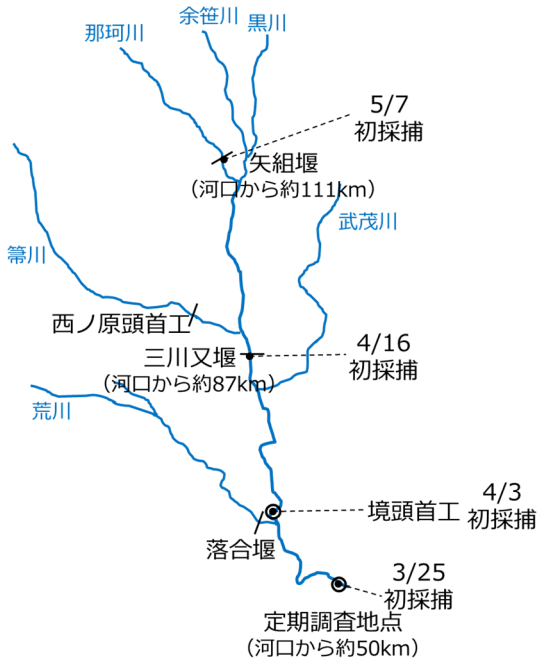 余笹川
那珂川
黒川
5/7
初採捕
矢組堰
（河口から約111km）
武茂川
箒川
西ノ原頭首工
三川又堰
（河口から約87km）
4/16
初採捕
荒川
境頭首工
4/3
初採捕
落合堰
3/25
初採捕
定期調査地点
（河口から約50km）